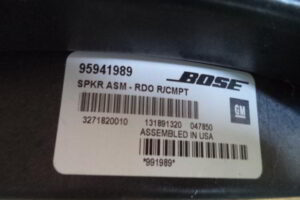 95941989 BOSE
SPKR ASM - RDO R/CMPT
GM
3271820010 131891320 047850
ASSEMBLED IN USA
*991989*